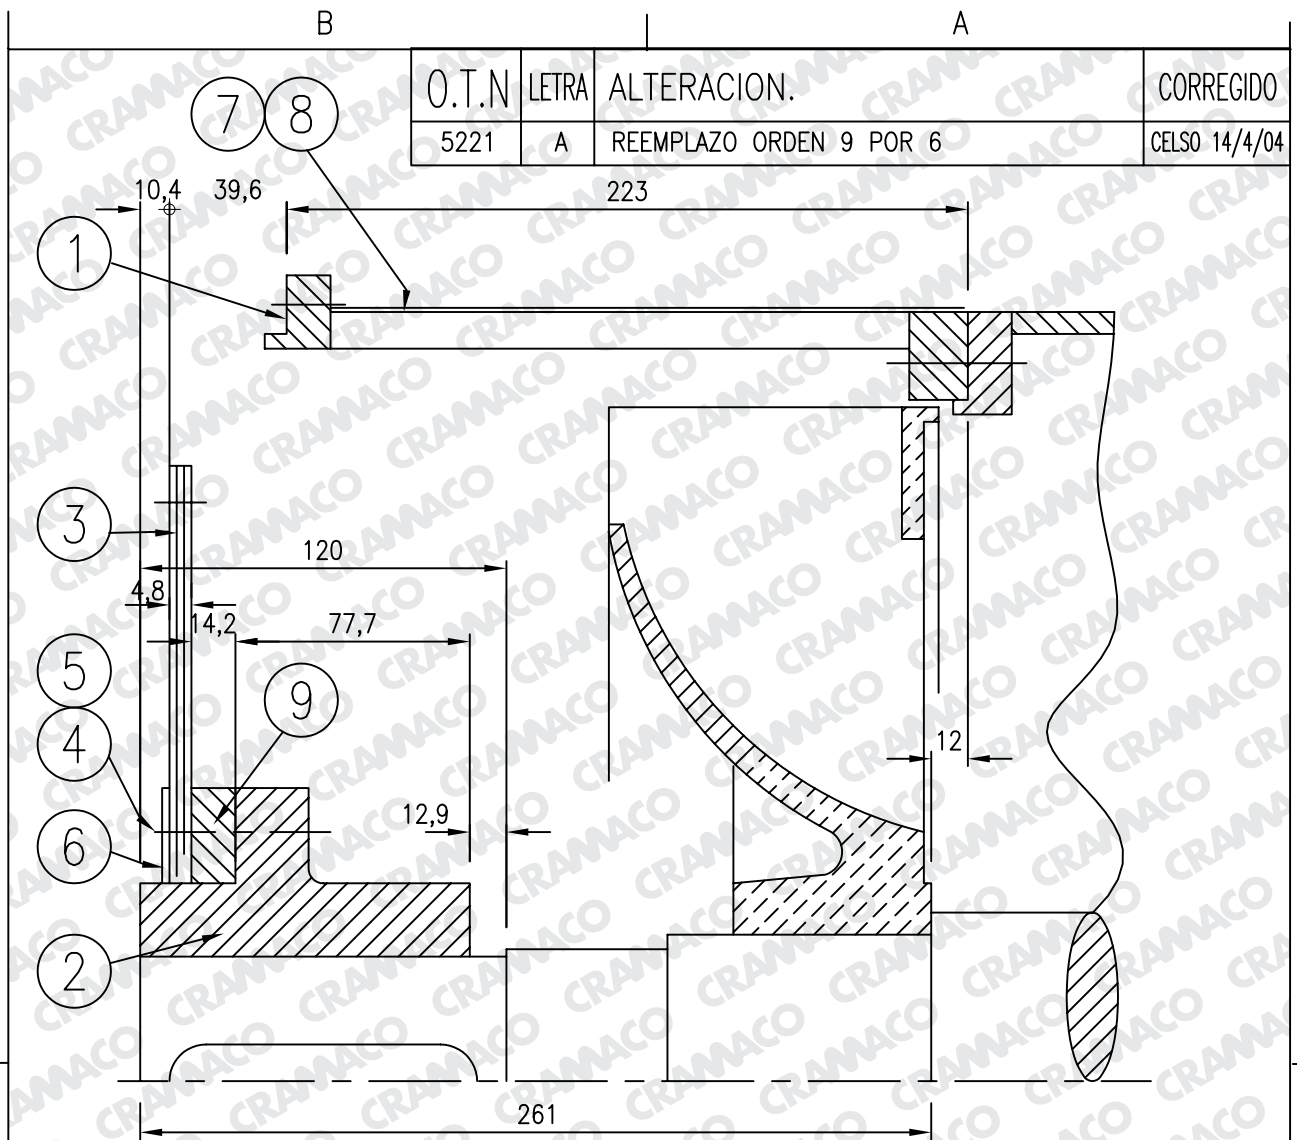 B A
O.T.N LETRA ALTERACION. CORREGIDO
5221 A REEMPLAZO ORDEN 9 POR 6 CELSO 14/4/04
7 8
10,4 39,6 223
1
3
120
4,8
14,2 77,7
5
9
4
12
12,9
6
2
261
CRAMACO